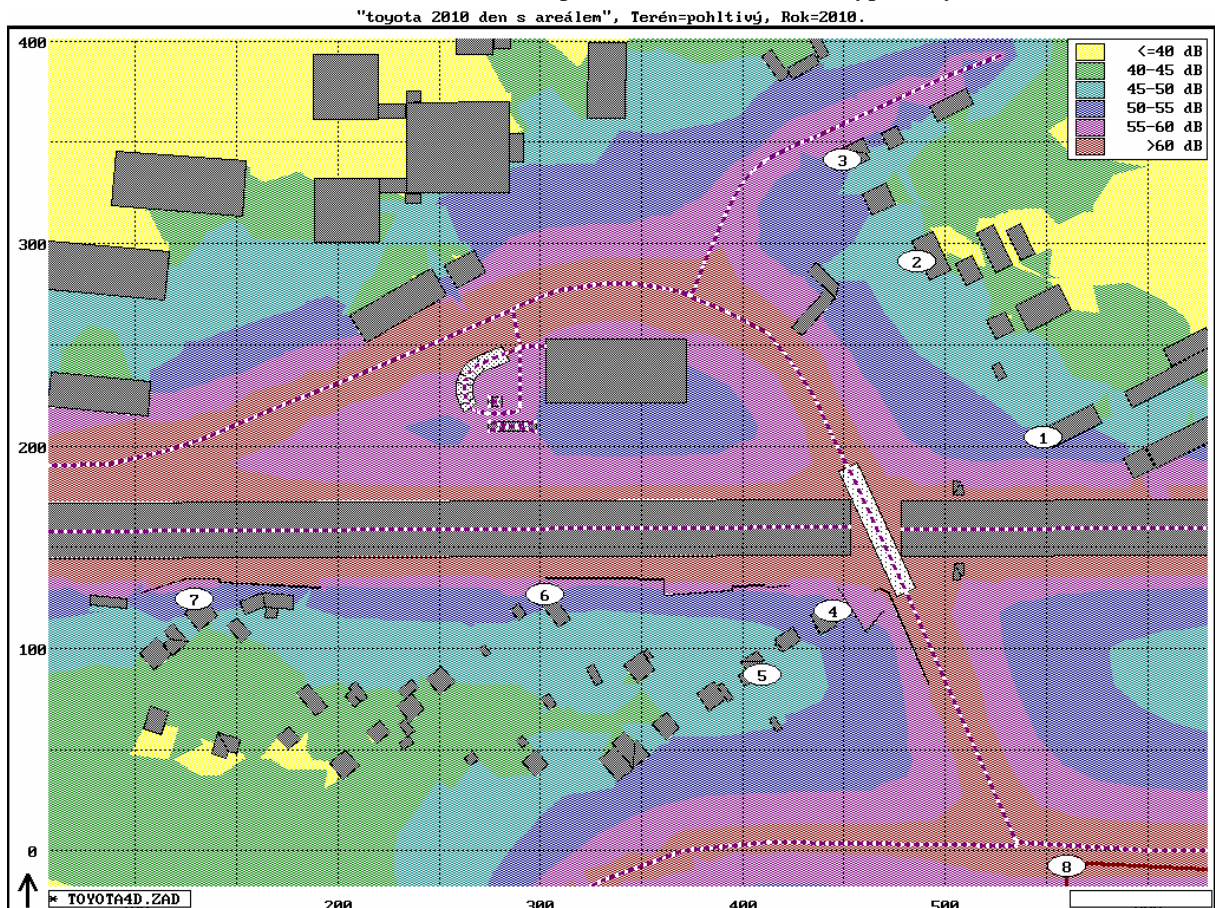 "toyota 2010 den s areálem", Terén=pohltivý, Rok=2010.
400
<=40 dB
40-45 dB
45-50 dB
50-55 dB
55-60 dB
>60 dB
3
300
2
1
200
7
6
4
100
5
0
8
* TOYOTA4D.ZAD
200
300
400
500